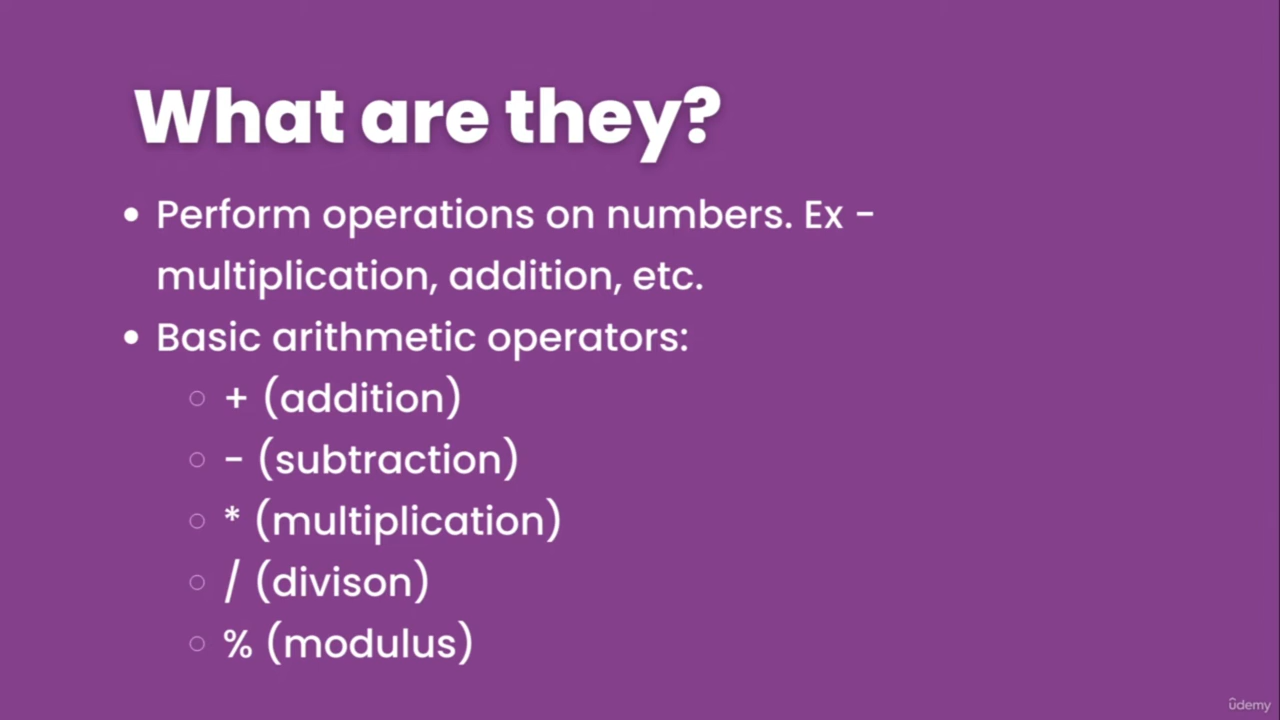 What are they?
• Perform operations on numbers. Ex -
multiplication, addition, etc.
• Basic arithmetic operators:
○ + (addition)
○ - (subtraction)
○ * (multiplication)
○ / (divison)
○ % (modulus)
ûdemy